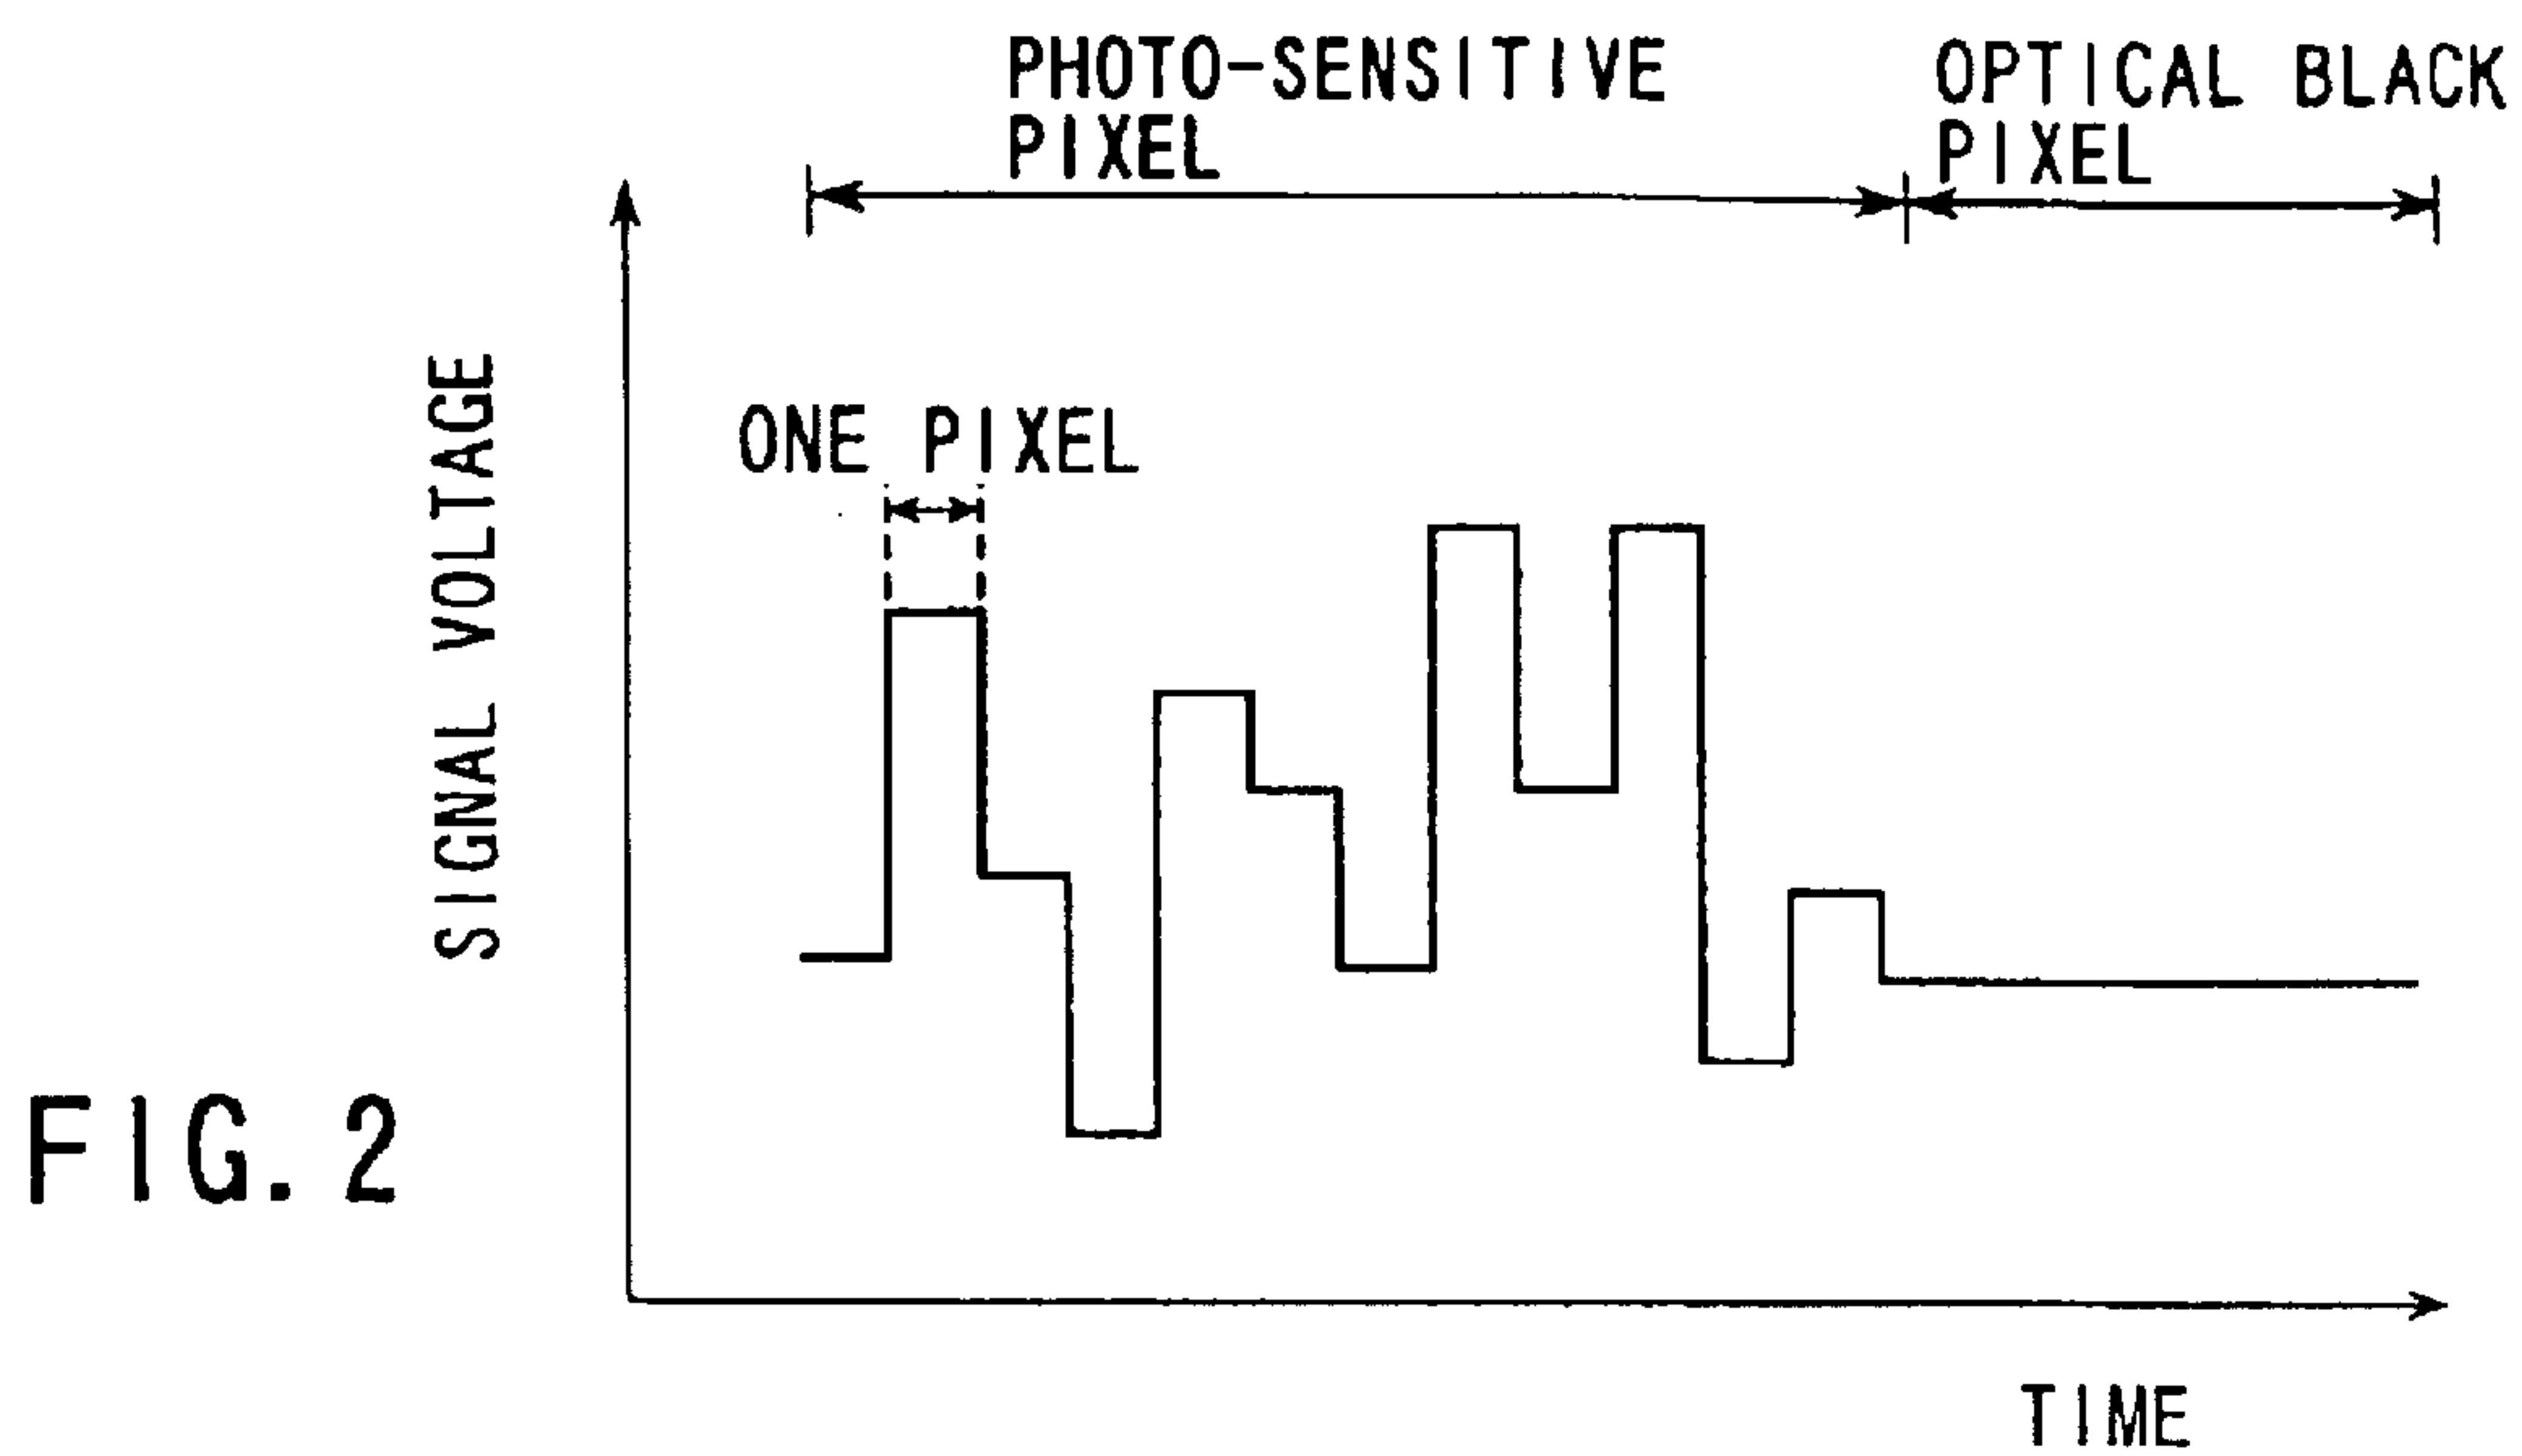 PHOTO-SENSITIVE
PIXEL
OPTICAL BLACK
PIXEL
ONE PIXEL
SIGNAL VOLTAGE
FIG. 2
TIME